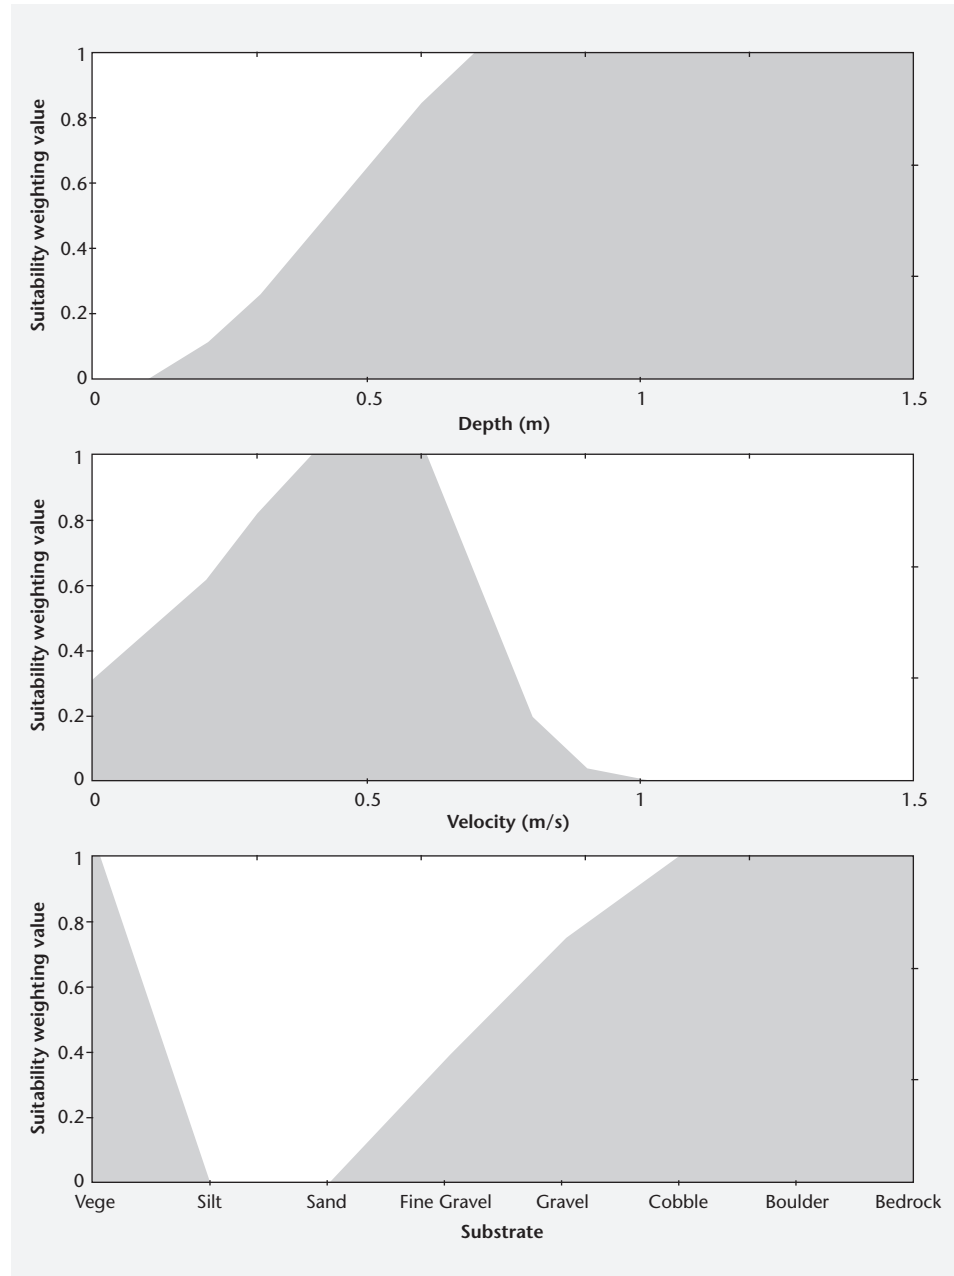 Suitability weighting value
1
0.8
0.6
0.4
0.2
0
0 0.5 1 1.5
Depth (m)
Suitability weighting value
1
0.8
0.6
0.4
0.2
0
0 0.5 1 1.5
Velocity (m/s)
Suitability weighting value
1
0.8
0.6
0.4
0.2
0
Vege Silt Sand Fine Gravel Gravel Cobble Boulder Bedrock
Substrate